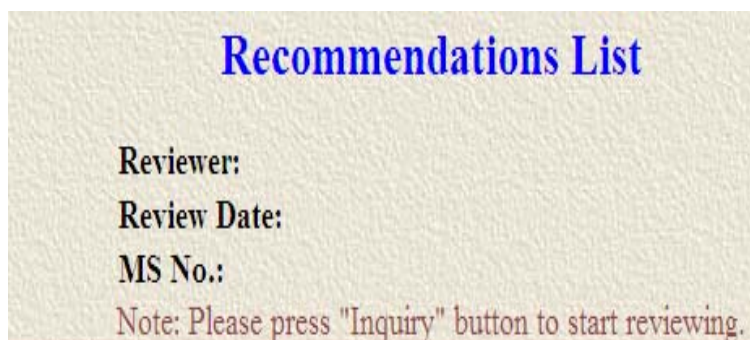 Recommendations List
Reviewer:
Review Date:
MS No.:
Note: Please press "Inquiry" button to start reviewing.